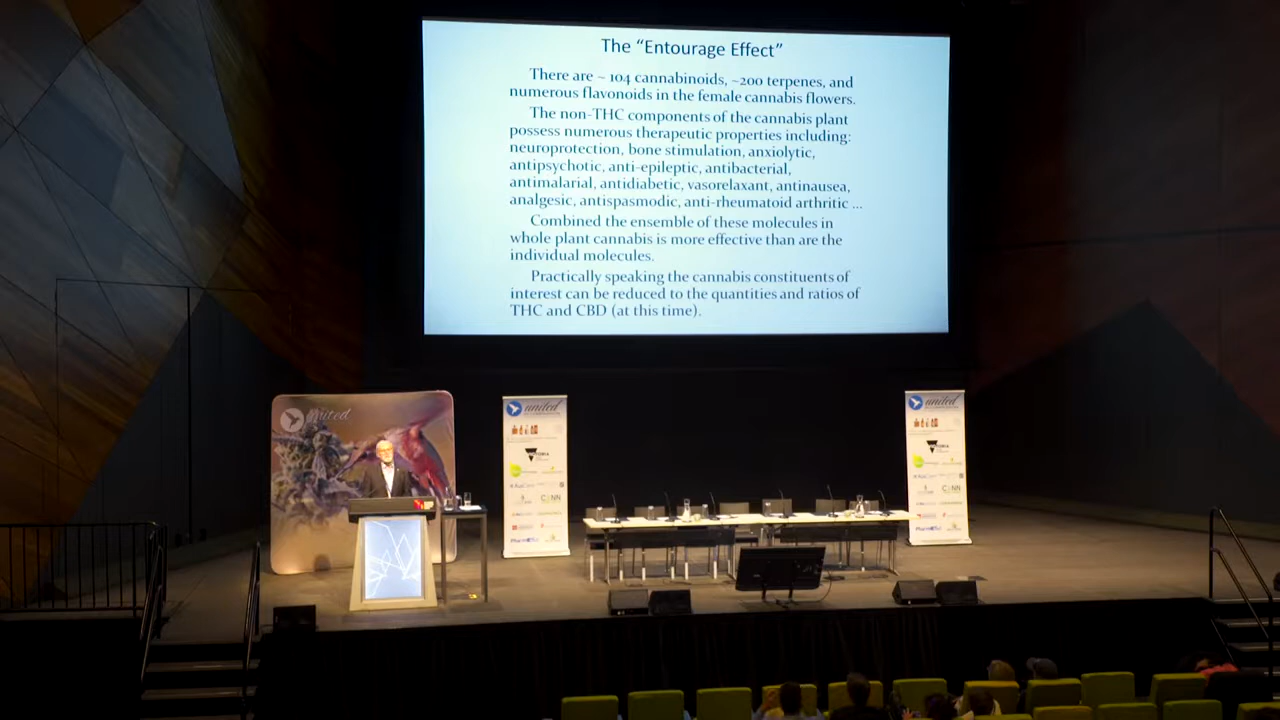 The “Entourage Effect”
There are ~ 104 cannabinoids, ~200 terpenes, and
numerous flavonoids in the female cannabis flowers.
The non-THC components of the cannabis plant
possess numerous therapeutic properties including:
neuroprotection, bone stimulation, anxiolytic,
antipsychotic, anti-epileptic, antibacterial,
antimalarial, antidiabetic, vasorelaxant, antinausea,
analgesic, antispasmodic, anti-rheumatoid arthritic ...
Combined the ensemble of these molecules in
whole plant cannabis is more effective than are the
individual molecules.
Practically speaking the cannabis constituents of
interest can be reduced to the quantities and ratios of
THC and CBD (at this time).
united
united
united